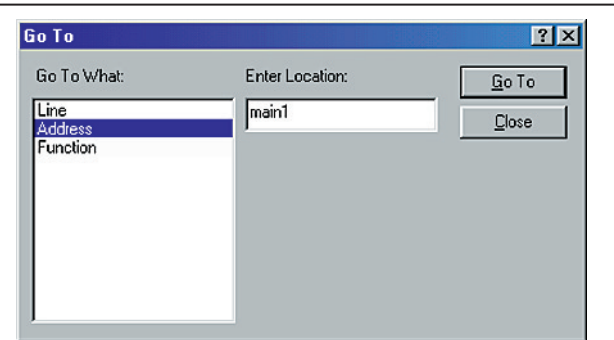 Go To
Go To What:
Enter Location:
Go To
Line
Address
Function
main1
Close